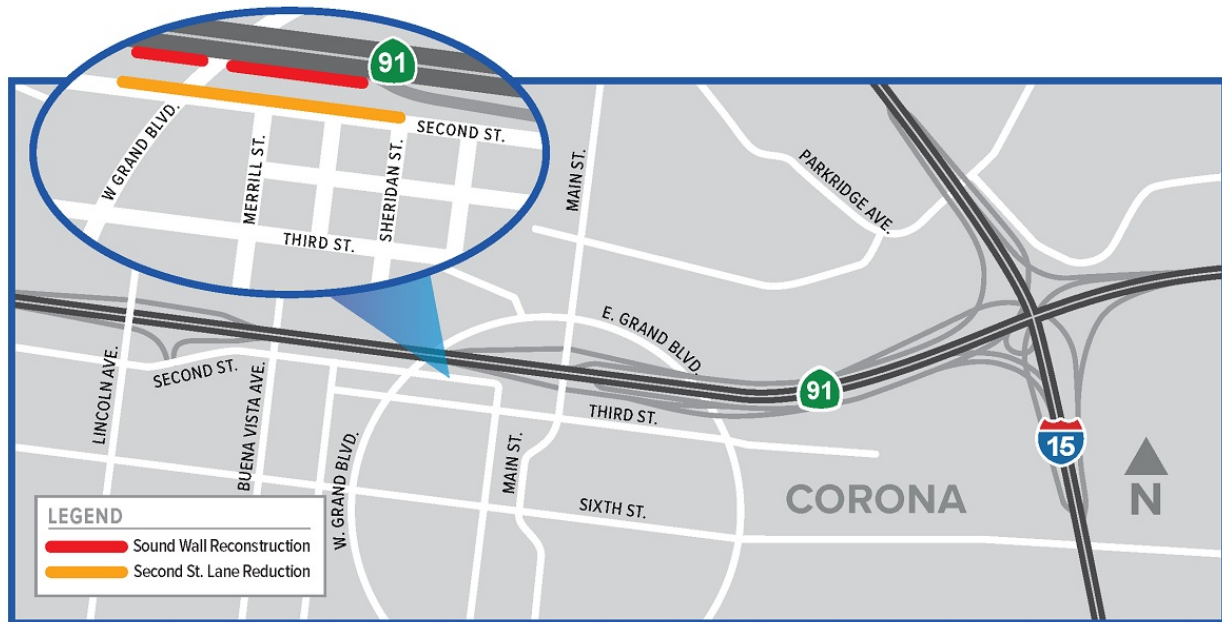 91
W GRAND BLVD.
MERRILL ST.
SHERIDAN ST.
SECOND ST.
THIRD ST.
MAIN ST.
PARKRIDGE AVE.
E. GRAND BLVD.
LINCOLN AVE.
SECOND ST.
BUENA VISTA AVE.
W. GRAND BLVD.
THIRD ST.
MAIN ST.
SIXTH ST.
91
15
CORONA
N
LEGEND
Sound Wall Reconstruction
Second St. Lane Reduction